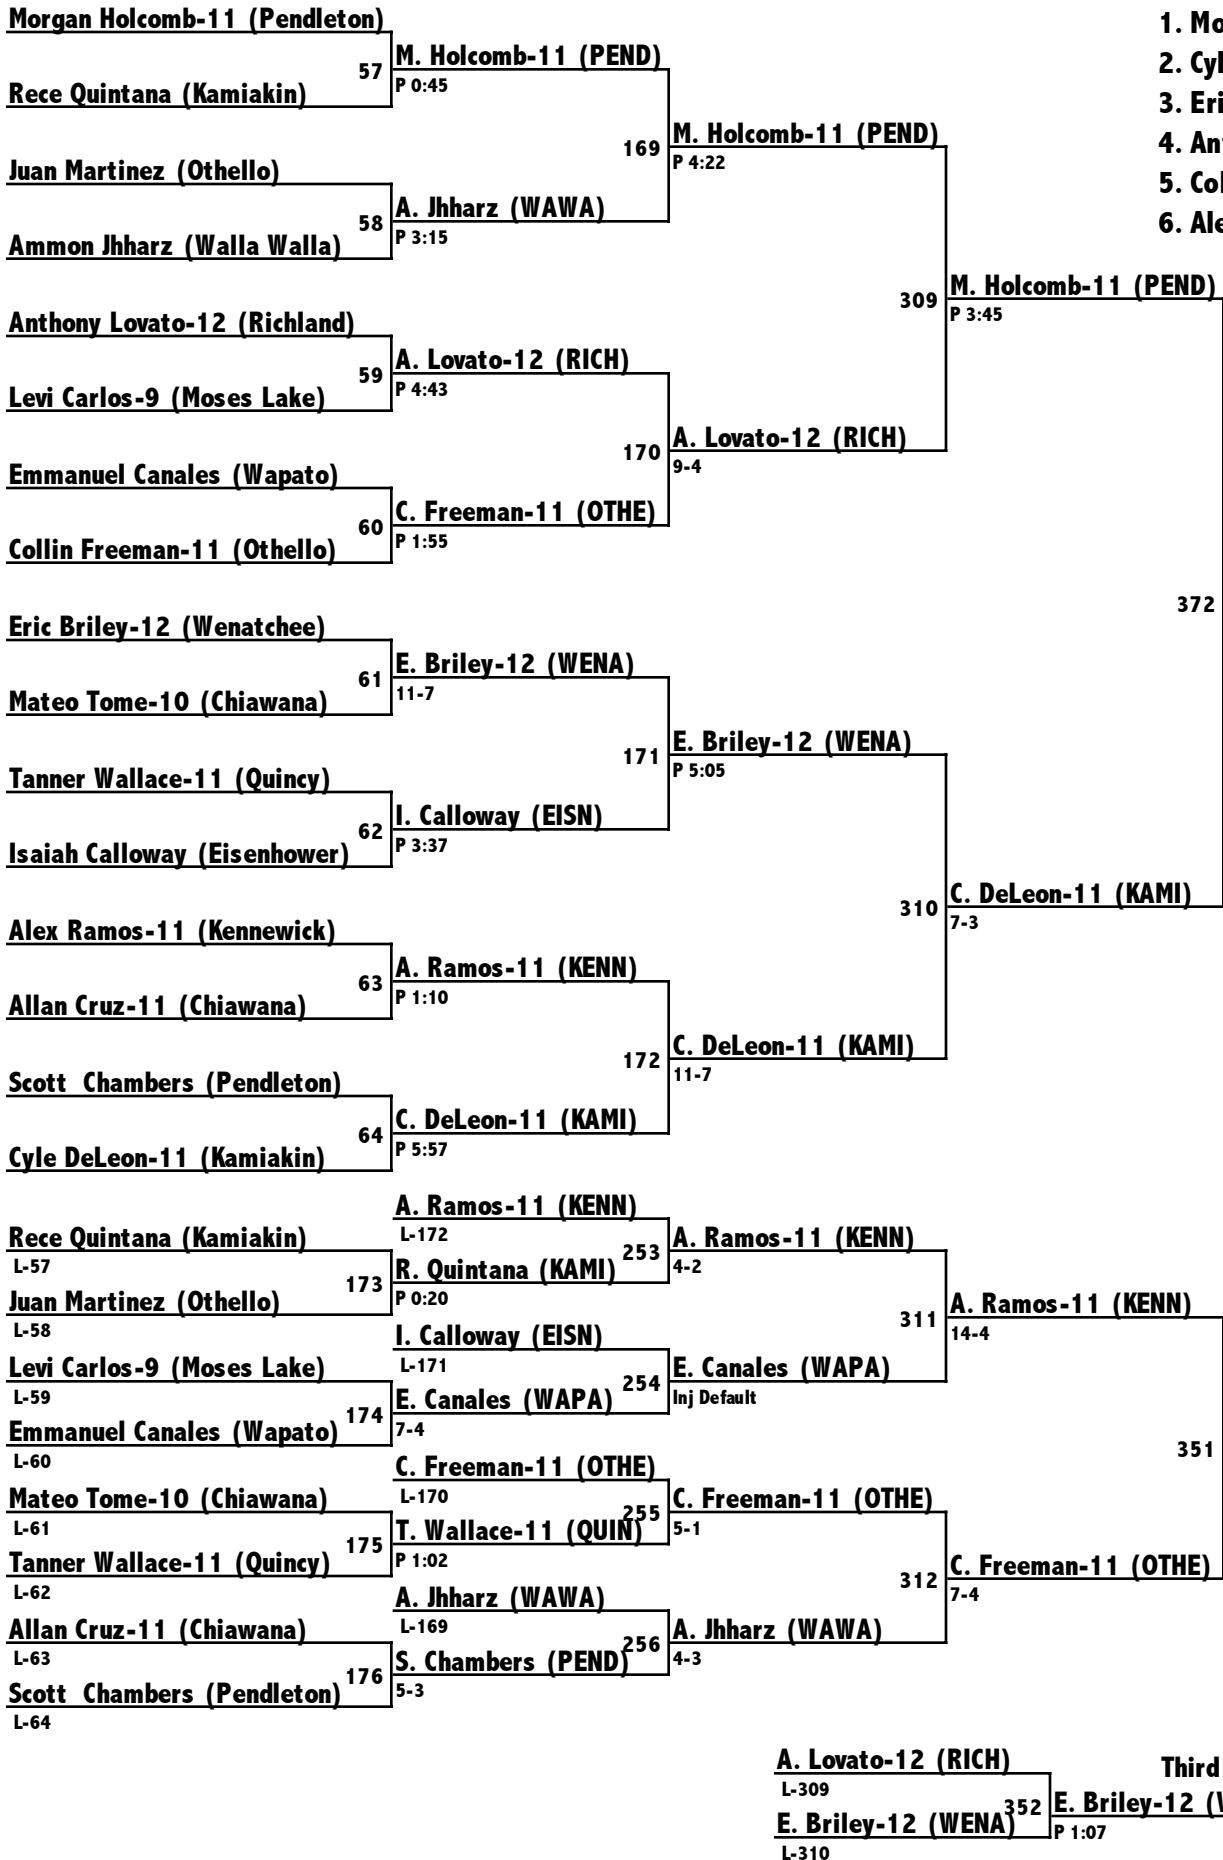 Morgan Holcomb-11 (Pendleton)
57
M. Holcomb-11 (PEND)
P 0:45
Rece Quintana (Kamiakin)
169
M. Holcomb-11 (PEND)
P 4:22
Juan Martinez (Othello)
58
A. Jhharz (WAWA)
P 3:15
Ammon Jhharz (Walla Walla)
309
M. Holcomb-11 (PEND)
P 3:45
Anthony Lovato-12 (Richland)
59
A. Lovato-12 (RICH)
P 4:43
Levi Carlos-9 (Moses Lake)
170
A. Lovato-12 (RICH)
9-4
Emmanuel Canales (Wapato)
60
C. Freeman-11 (OTHE)
P 1:55
Collin Freeman-11 (Othello)
372
Eric Briley-12 (Wenatchee)
61
E. Briley-12 (WENA)
11-7
Mateo Tome-10 (Chiawana)
171
E. Briley-12 (WENA)
P 5:05
Tanner Wallace-11 (Quincy)
62
I. Calloway (EISN)
P 3:37
Isaiah Calloway (Eisenhower)
310
C. DeLeon-11 (KAMI)
7-3
Alex Ramos-11 (Kennewick)
63
A. Ramos-11 (KENN)
P 1:10
Allan Cruz-11 (Chiawana)
172
C. DeLeon-11 (KAMI)
11-7
Scott Chambers (Pendleton)
64
C. DeLeon-11 (KAMI)
P 5:57
Cyle DeLeon-11 (Kamiakin)
1.
2.
3.
4.
5.
6.
A. Ramos-11 (KENN)
L-172
Rece Quintana (Kamiakin)
L-57
173
R. Quintana (KAMI)
P 0:20
Juan Martinez (Othello)
L-58
253
A. Ramos-11 (KENN)
4-2
311
A. Ramos-11 (KENN)
14-4
I. Calloway (EISN)
L-171
Levi Carlos-9 (Moses Lake)
L-59
174
E. Canales (WAPA)
7-4
Emmanuel Canales (Wapato)
L-60
254
E. Canales (WAPA)
Inj Default
351
C. Freeman-11 (OTHE)
L-170
Mateo Tome-10 (Chiawana)
L-61
175
T. Wallace-11 (QUIN)
P 1:02
Tanner Wallace-11 (Quincy)
L-62
255
C. Freeman-11 (OTHE)
5-1
312
C. Freeman-11 (OTHE)
7-4
A. Jhharz (WAWA)
L-169
Allan Cruz-11 (Chiawana)
L-63
176
S. Chambers (PEND)
5-3
Scott Chambers (Pendleton)
L-64
256
A. Jhharz (WAWA)
4-3
A. Lovato-12 (RICH)
L-309
352
E. Briley-12 (WENA)
L-310
Third
E. Briley-12
P 1:07